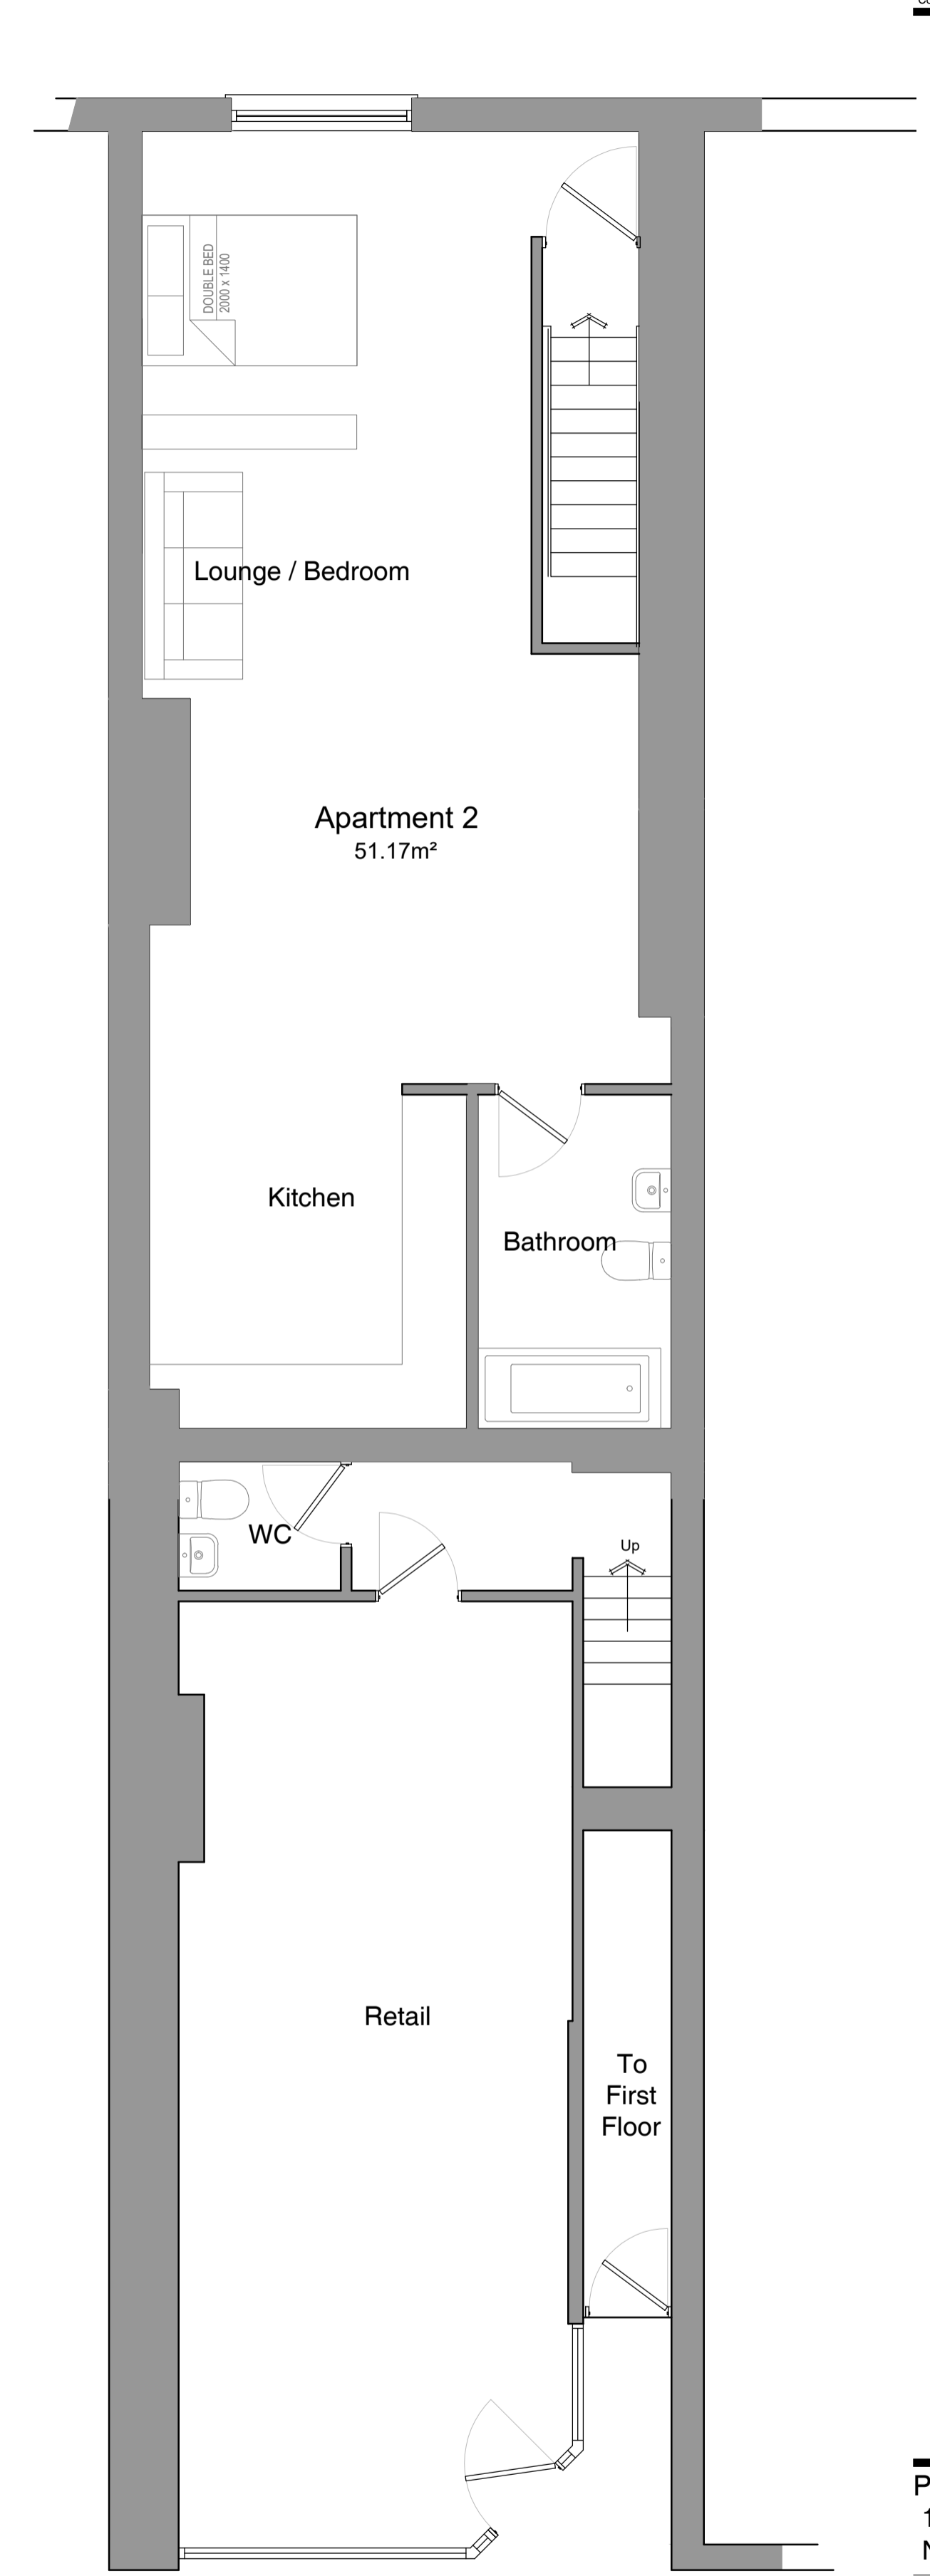 DOUBLE BED
2000 x 1400
Lounge / Bedroom
Apartment 2
51.17m²
Kitchen
Bathroom
WC
Up
Retail
To
First
Floor